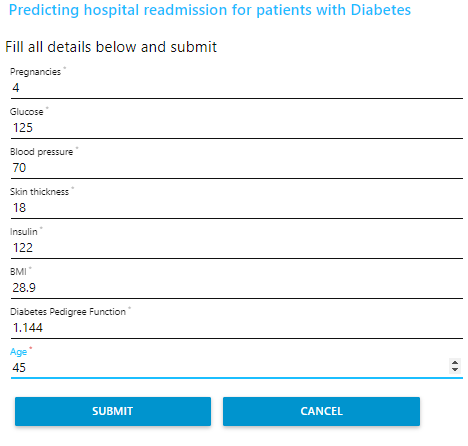 Predicting hospital readmission for patients with Diabetes
Fill all details below and submit
Pregnancies *
4
Glucose *
125
Blood pressure *
70
Skin thickness *
18
Insulin *
122
BMI *
28.9
Diabetes Pedigree Function *
1.144
Age *
45
SUBMIT CANCEL